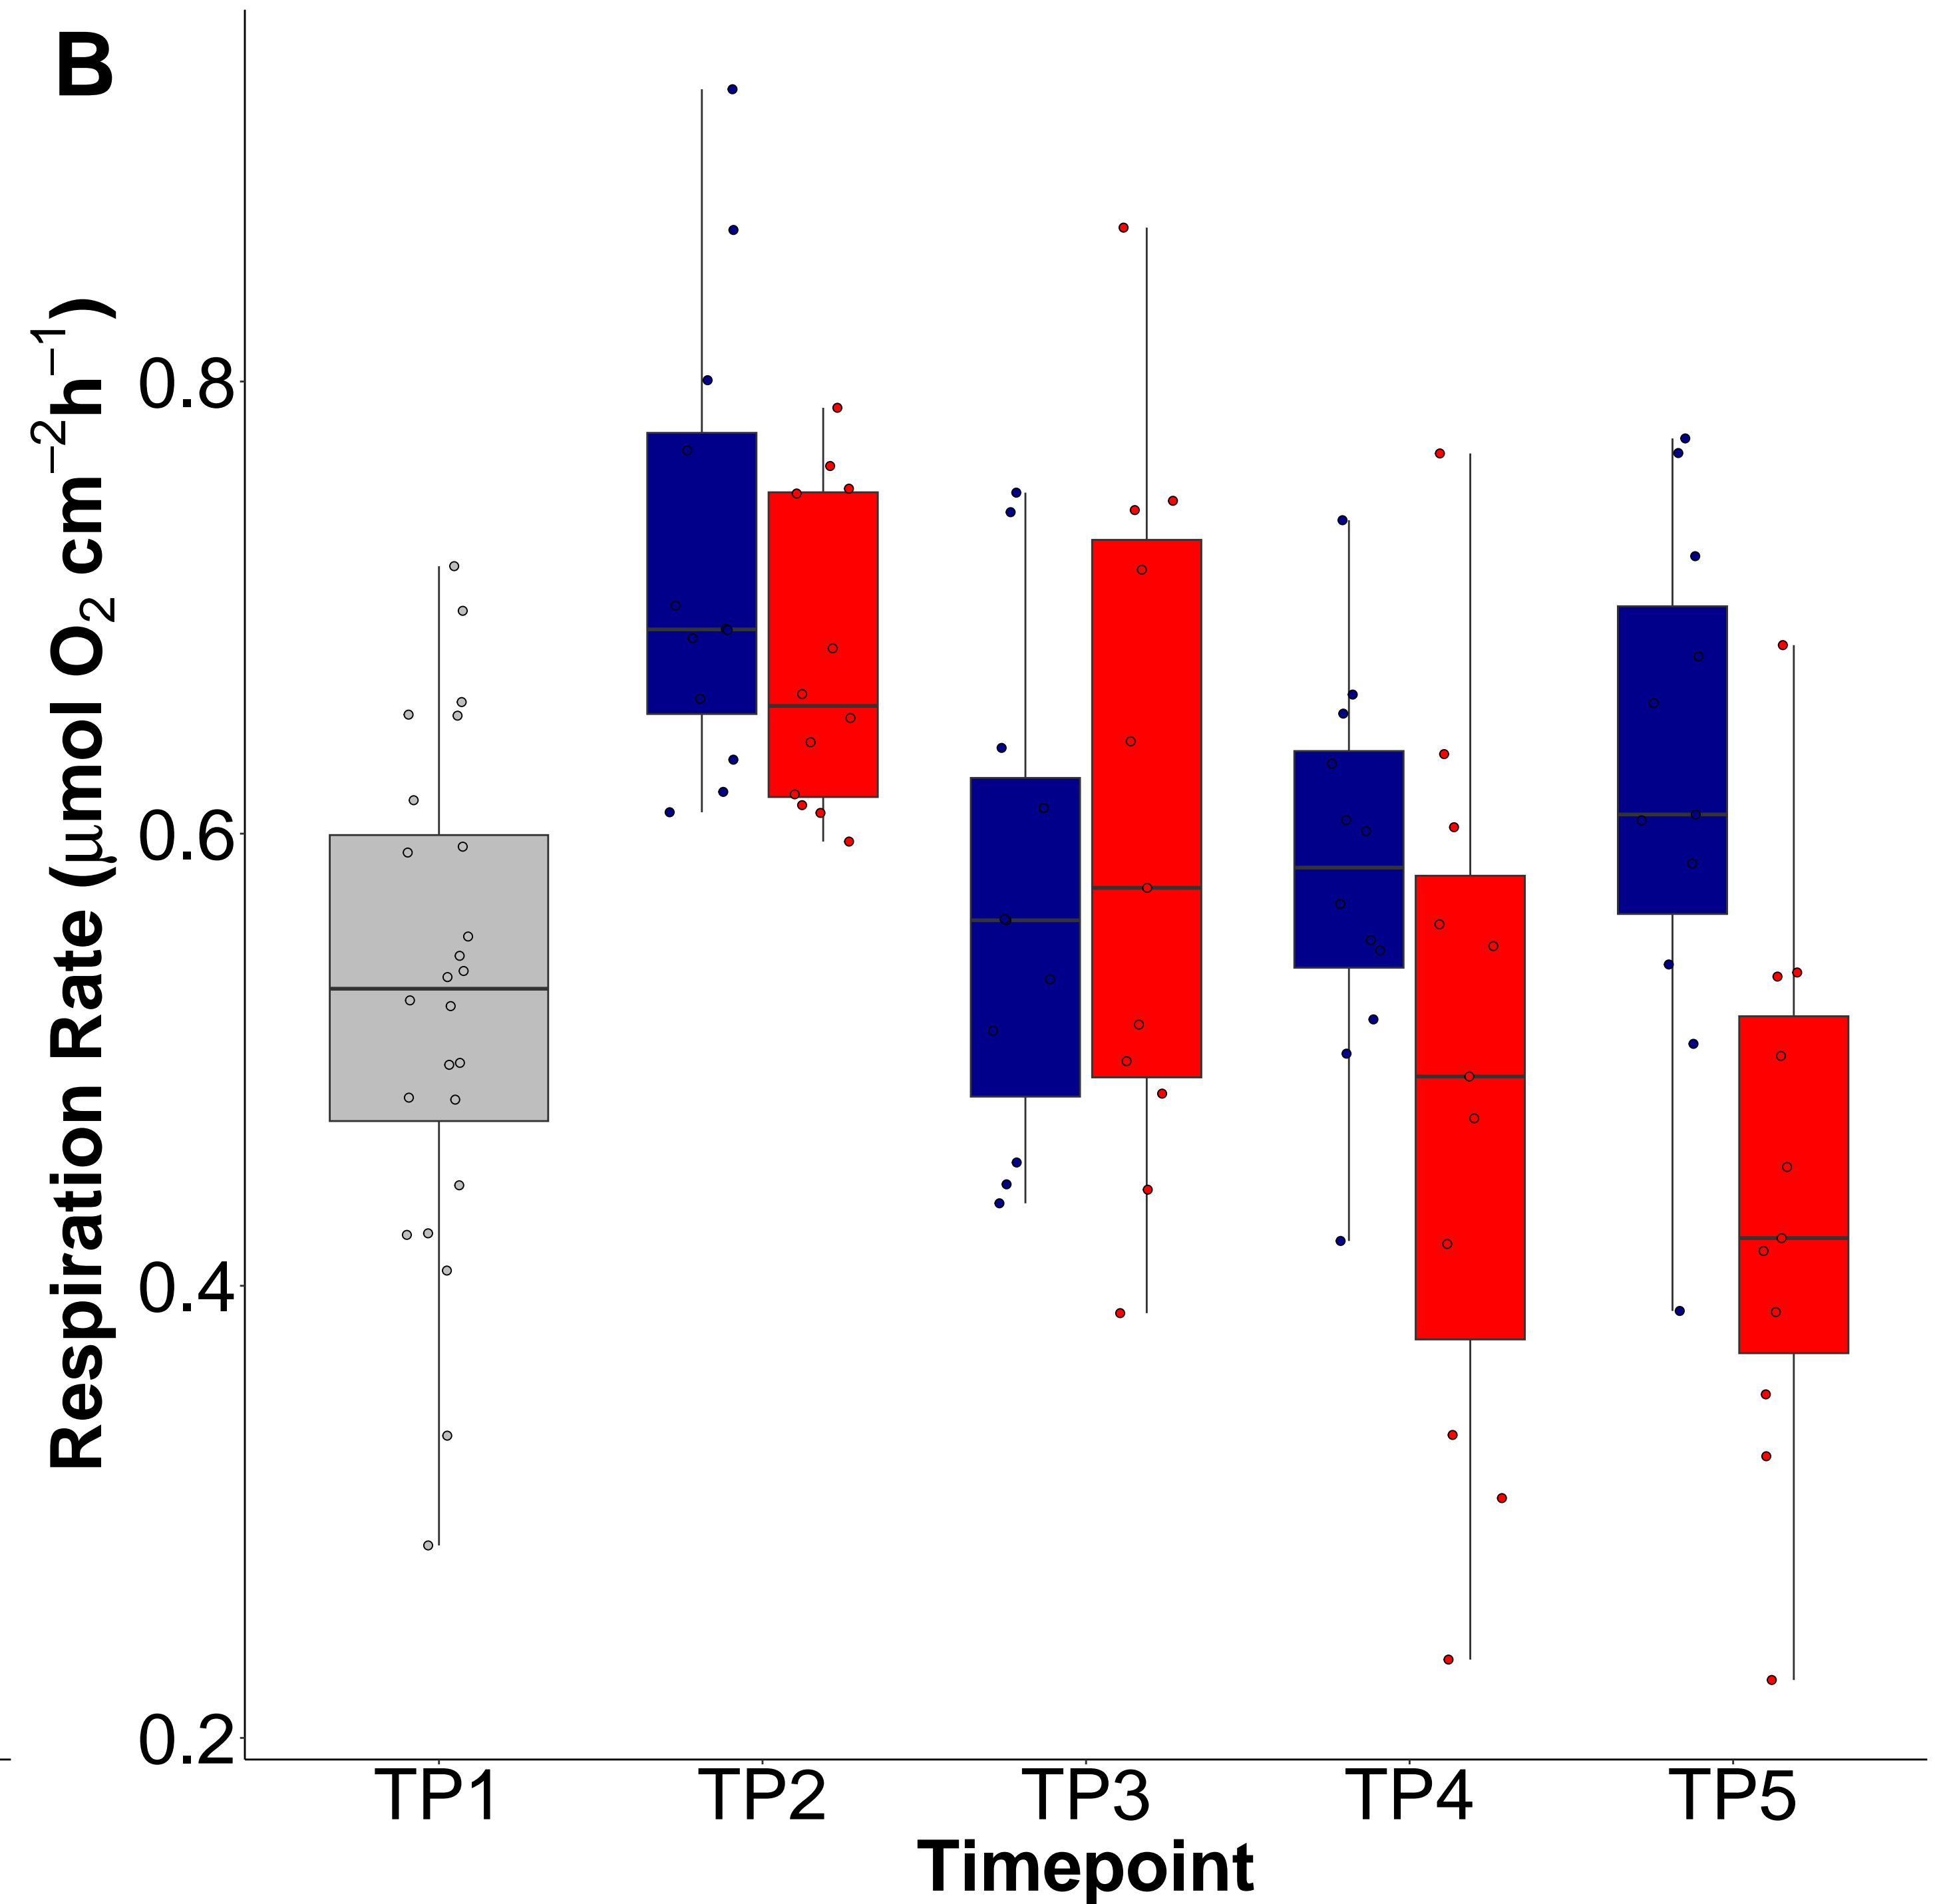 B
Respiration Rate (μmol O₂ cm⁻²h⁻¹)
0.8
0.6
0.4
0.2
TP1 TP2 TP3 TP4 TP5
Timepoint